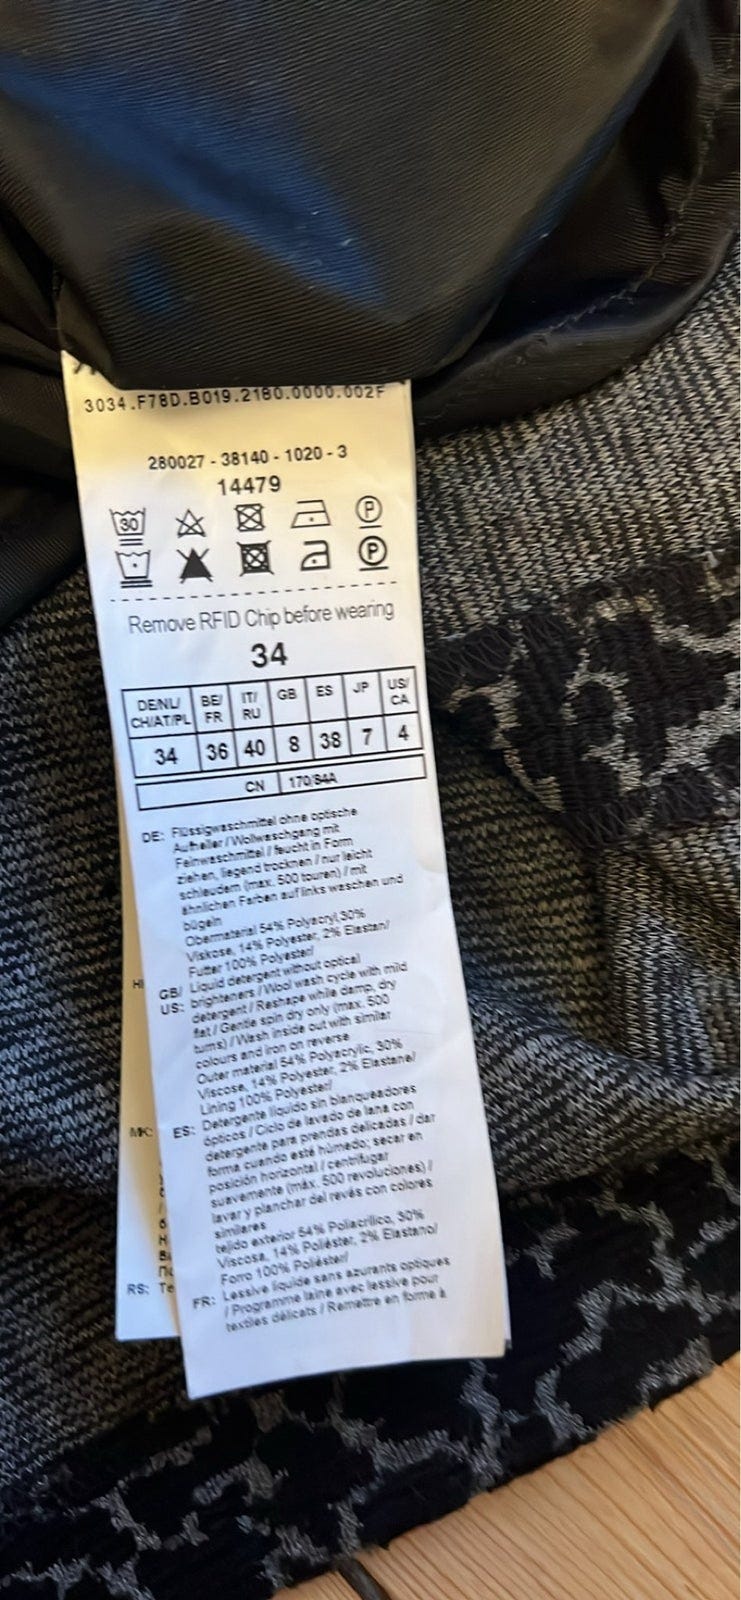 3034.F78D.B019.2180.0000.002F
280027 - 38140 - 1020 - 3
14479
30 P
P
Remove RFID Chip before wearing
34
DE/NL/ CH/AT/PL BE/ FR IT/ RU GB ES JP US/ CA
34 36 40 8 38 7 4
CN 170/84A
DE: Flüssigwaschmittel ohne optische
Aufheller / Wollwaschgang mit
Feinwaschmittel / feucht in Form
ziehen, liegend trocknen / nur leicht
schleudern (max. 500 touren) / mit
ähnlichen Farben auf links waschen und
bügeln
Obermaterial 54% Polyacryl,30%
Viskose, 14% Polyester, 2% Elastan/
Futter 100% Polyester/
GB/ US: Liquid detergent without optical
brighteners / Wool wash cycle with mild
detergent / Reshape while damp, dry
flat / Gentle spin dry only (max. 500
turns) / Wash inside out with similar
colours and iron on reverse
Outer material 54% Polyacrylic, 30%
Viscose, 14% Polyester, 2% Elastane/
Lining 100% Polyester/
ES: Detergente líquido sin blanqueadores
ópticos / Ciclo de lavado de lana con
detergente para prendas delicadas / dar
forma cuando esté húmedo; secar en
posición horizontal / centrifugar
suavemente (máx. 500 revoluciones) /
lavar y planchar del revés con colores
similares
tejido exterior 54% Poliacrílico, 30%
Viscosa, 14% Poliéster, 2% Elastano/
Forro 100% Poliéster/
FR: Lessive liquide sans azurants optiques
/ Programme laine avec lessive pour
textiles délicats / Remettre en forme à
HI
MK:
RS: Te